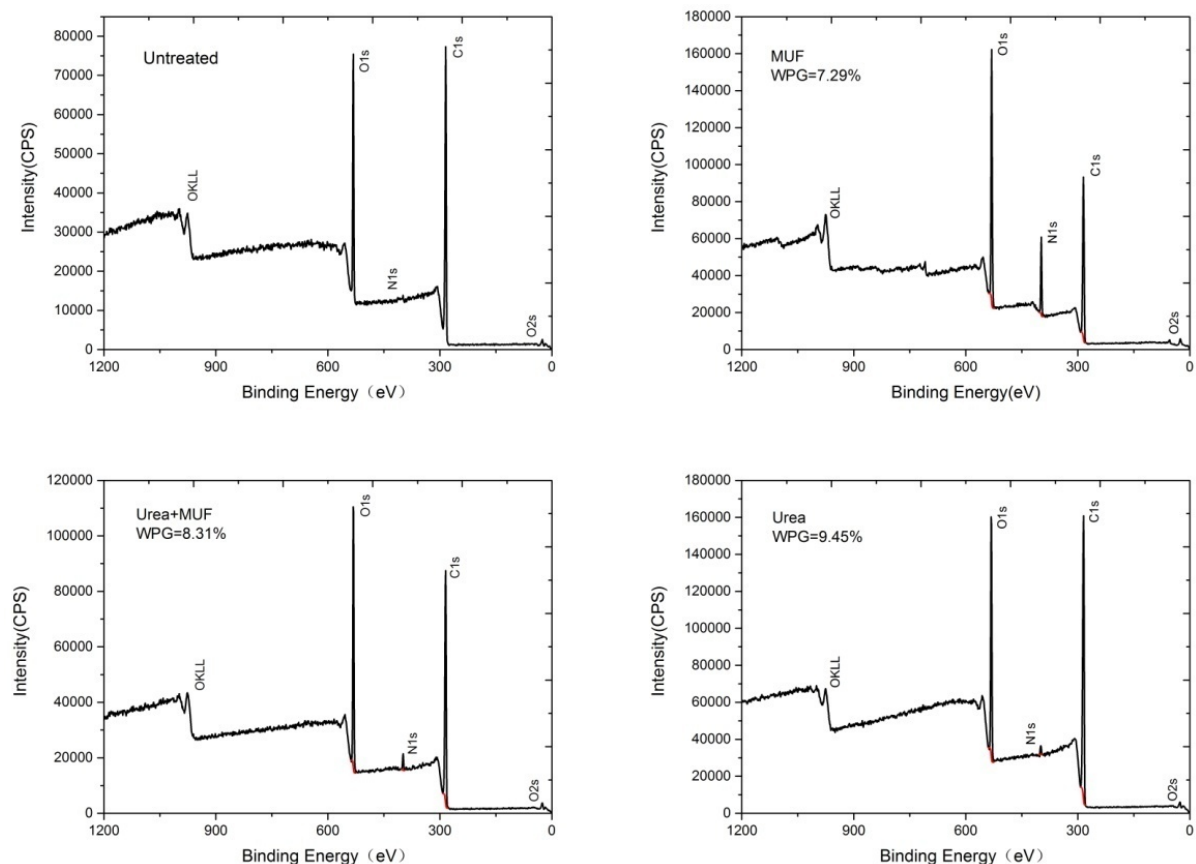 Untreated
Intensity(CPS)
80000
70000
60000
50000
40000
30000
20000
10000
0
OKLL
O1s
N1s
C1s
O2s
1200 900 600 300 0
Binding Energy（eV）
MUF
WPG=7.29%
Intensity(CPS)
180000
160000
140000
120000
100000
80000
60000
40000
20000
0
OKLL
O1s
N1s
C1s
O2s
1200 900 600 300 0
Binding Energy(eV)
Urea+MUF
WPG=8.31%
Intensity(CPS)
120000
100000
80000
60000
40000
20000
0
OKLL
O1s
N1s
C1s
O2s
1200 900 600 300 0
Binding Energy（eV）
Urea
WPG=9.45%
Intensity(CPS)
180000
160000
140000
120000
100000
80000
60000
40000
20000
0
OKLL
O1s
N1s
C1s
O2s
1200 900 600 300 0
Binding Energy（eV）